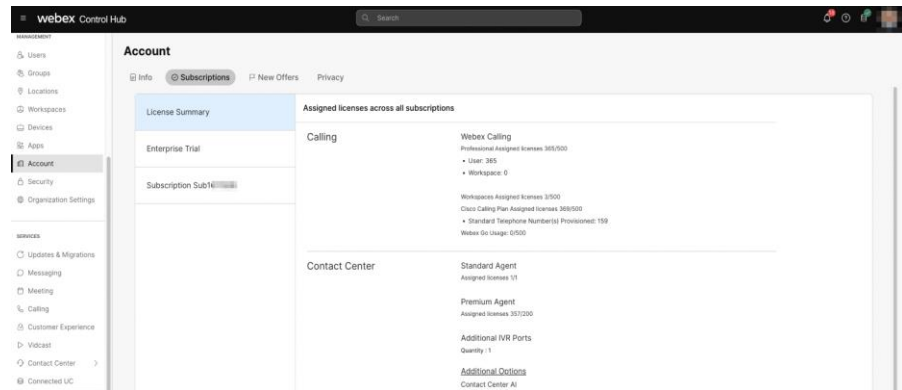 webex Control Hub
Search
MANAGEMENT
Users
Groups
Locations
Workspaces
Devices
Apps
Account
Security
Organization Settings
SERVICES
Updates & Migrations
Messaging
Meeting
Calling
Customer Experience
Vidcast
Contact Center
Connected UC
Account
Info
Subscriptions
New Offers
Privacy
License Summary
Enterprise Trial
Subscription Sub1
Assigned licenses across all subscriptions
Calling
Webex Calling
Professional Assigned licenses 365/500
• User: 365
• Workspace: 0
Workspaces Assigned licenses 3/500
Cisco Calling Plan Assigned licenses 369/500
• Standard Telephone Number(s) Provisioned: 159
Webex Go Usage: 0/500
Contact Center
Standard Agent
Assigned licenses 1/1
Premium Agent
Assigned licenses 357/200
Additional IVR Ports
Quantity : 1
Additional Options
Contact Center AI